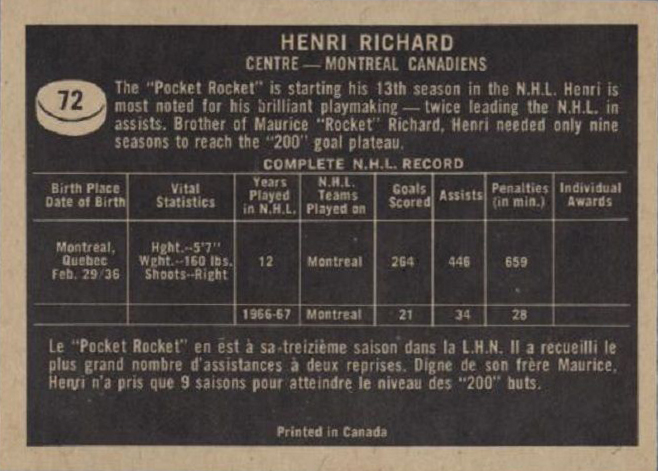 HENRI RICHARD
CENTRE — MONTREAL CANADIENS
72
The "Pocket Rocket" is starting his 13th season in the N.H.L. Henri is
most noted for his brilliant playmaking — twice leading the N.H.L. in
assists. Brother of Maurice "Rocket" Richard, Henri needed only nine
seasons to reach the "200" goal plateau.
COMPLETE N.H.L. RECORD
Birth Place Date of Birth | Vital Statistics | Years Played in N.H.L. | N.H.L. Teams Played on | Goals Scored | Assists | Penalties (in min.) | Individual Awards
Montreal, Quebec Feb. 29/36 | Hght.--5'7" Wght.--160 lbs. Shoots--Right | 12 | Montreal | 264 | 446 | 659
1966-67 | Montreal | 21 | 34 | 28
Le "Pocket Rocket" en est à sa treizième saison dans la L.H.N. Il a recueilli le
plus grand nombre d'assistances à deux reprises. Digne de son frère Maurice,
Henri n'a pris que 9 saisons pour atteindre le niveau des "200" buts.
Printed in Canada